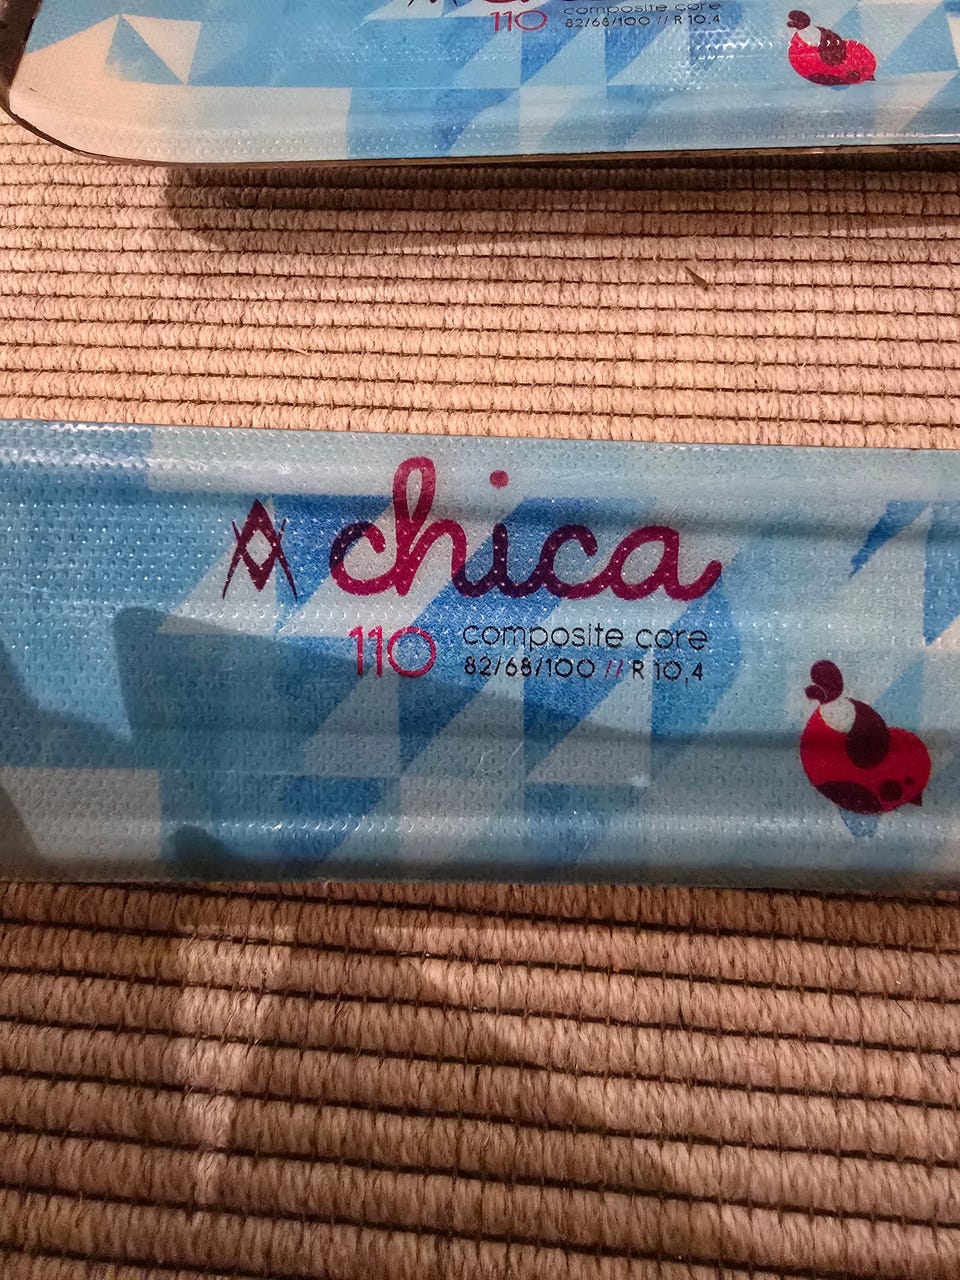 110 composite core
82/68/100 // R 10,4
chica
110 composite core
82/68/100 // R 10,4